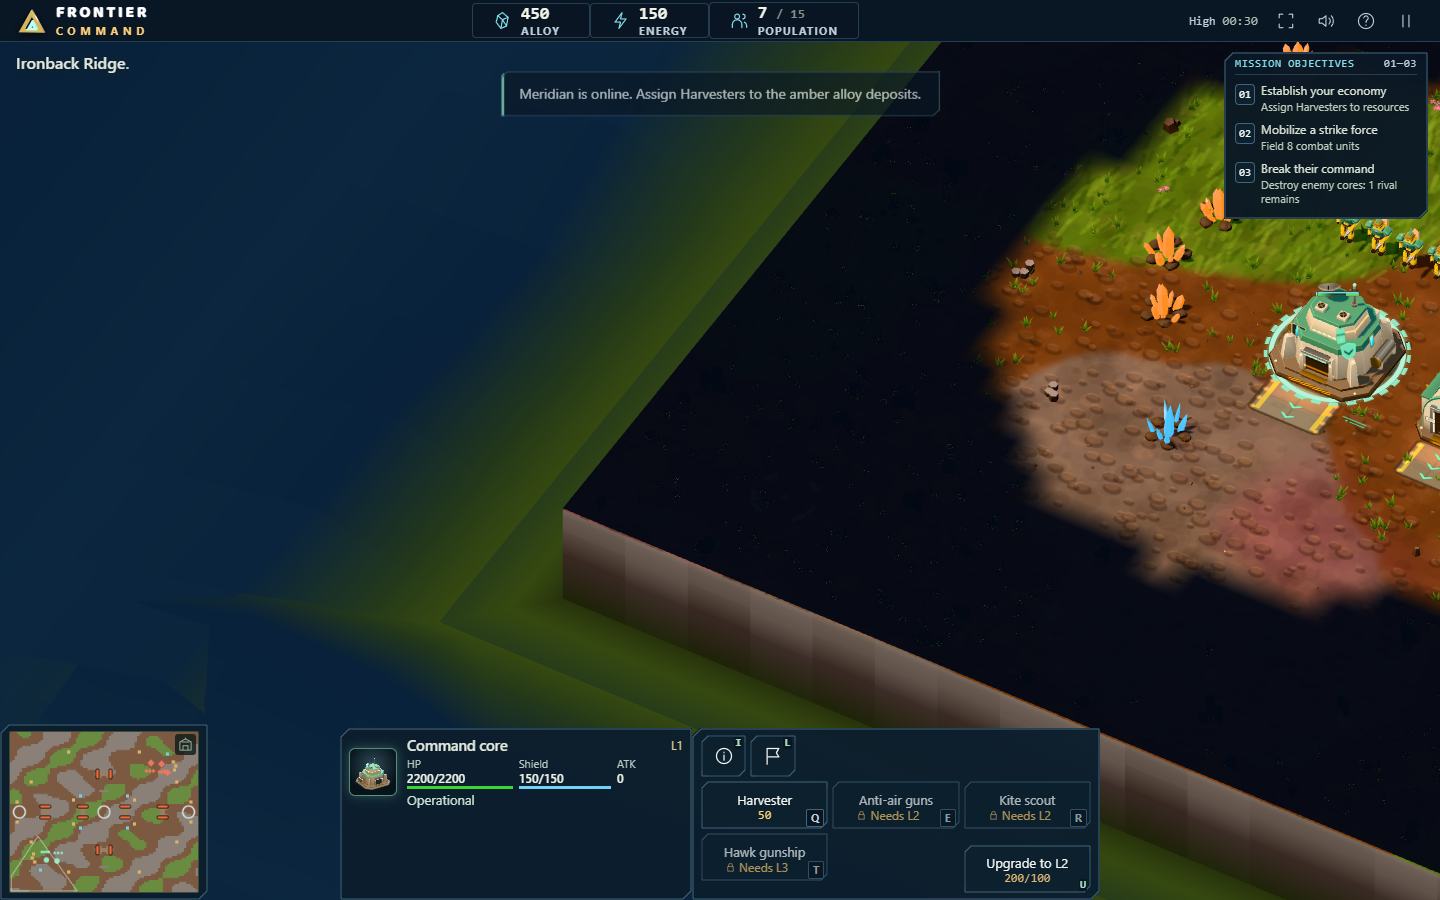 FRONTIER
COMMAND
450
ALLOY
150
ENERGY
7 / 15
POPULATION
High 00:30
Ironback Ridge.
Meridian is online. Assign Harvesters to the amber alloy deposits.
MISSION OBJECTIVES 01—03
01 Establish your economy
Assign Harvesters to resources
02 Mobilize a strike force
Field 8 combat units
03 Break their command
Destroy enemy cores: 1 rival
remains
Command core L1
HP Shield ATK
2200/2200 150/150 0
Operational
I L
Harvester
50 Q
Anti-air guns
Needs L2 E
Kite scout
Needs L2 R
Hawk gunship
Needs L3 T
Upgrade to L2
200/100 U